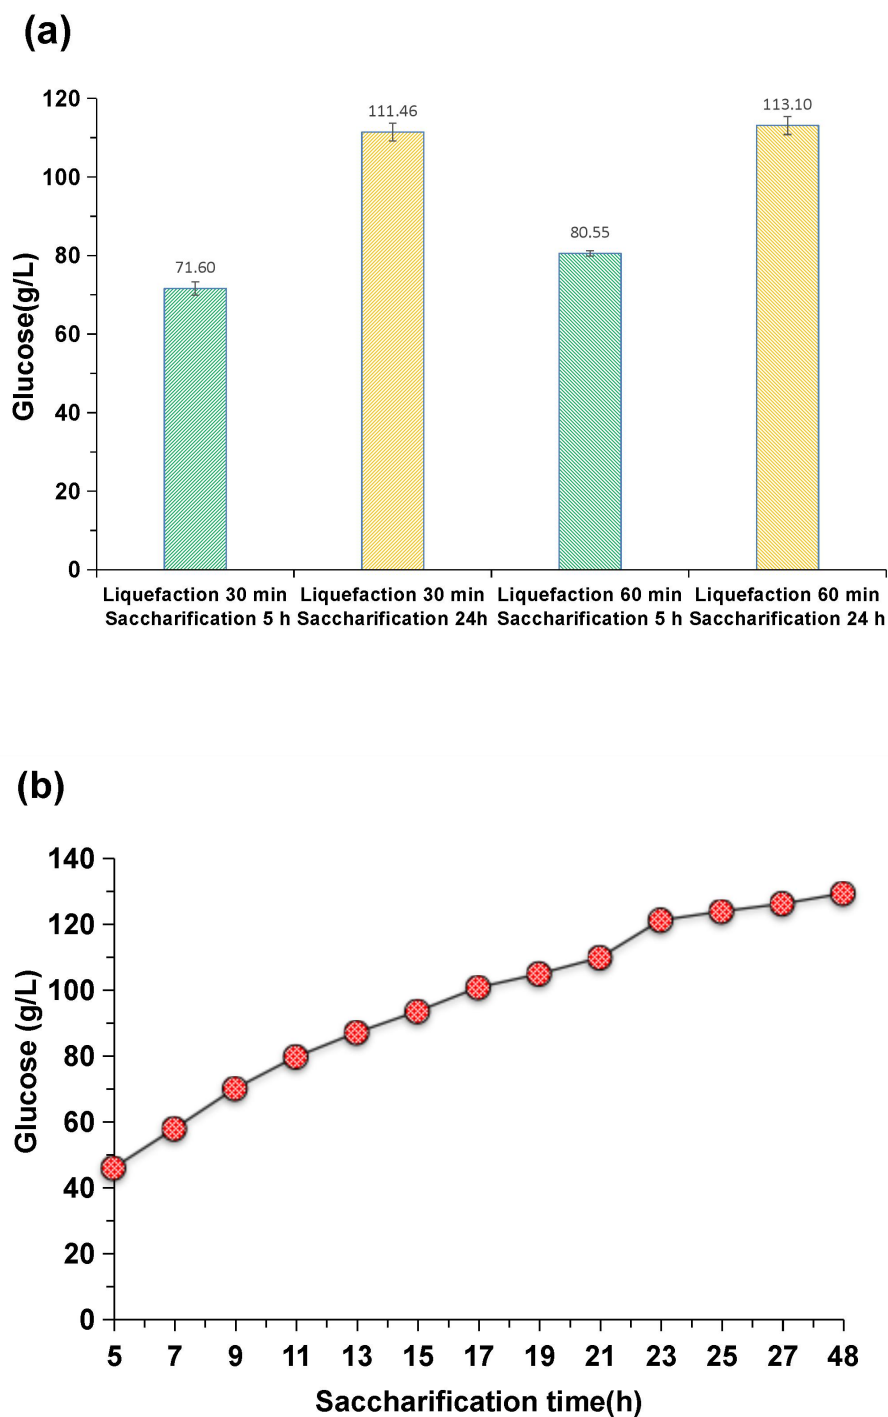 (a)
120
100
80
60
40
20
0
Glucose(g/L)
71.60
111.46
80.55
113.10
Liquefaction 30 min
Saccharification 5 h
Liquefaction 30 min
Saccharification 24h
Liquefaction 60 min
Saccharification 5 h
Liquefaction 60 min
Saccharification 24 h
(b)
140
120
100
80
60
40
20
0
Glucose (g/L)
5 7 9 11 13 15 17 19 21 23 25 27 48
Saccharification time(h)